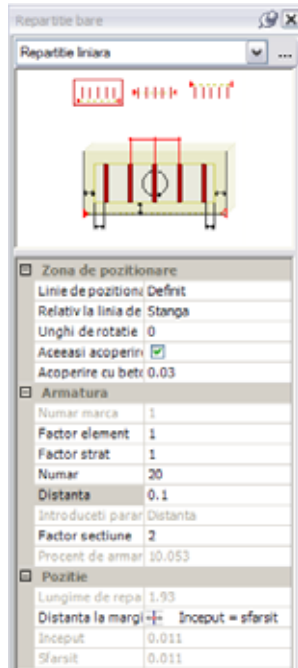 Repartitie bare
Repartitie liniara
...
Zona de pozitionare
Linie de pozitiona Definit
Relativ la linia de Stanga
Unghi de rotatie 0
Aceeasi acoperir
Acoperire cu beto 0.03
Armatura
Numar marca 1
Factor element 1
Factor strat 1
Numar 20
Distanta 0.1
Introduceti parar Distanta
Factor sectiune 2
Procent de armar 10.053
Pozitie
Lungime de repa 1.93
Distanta la margi Inceput = sfarsit
Inceput 0.011
Sfarsit 0.011